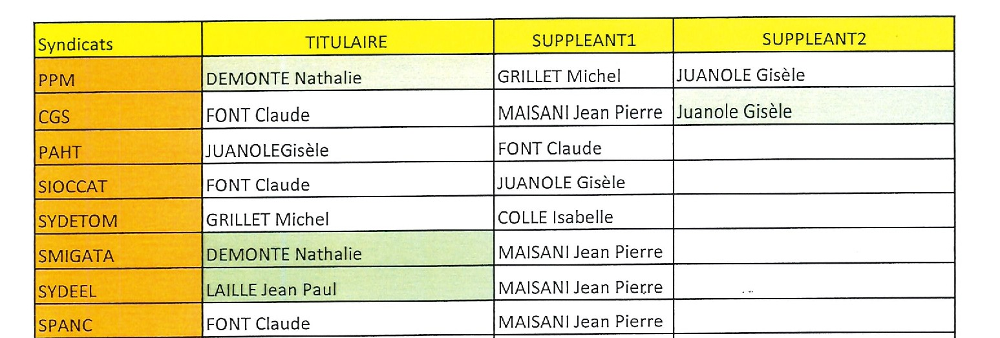 Syndicats TITULAIRE SUPPLEANT1 SUPPLEANT2
PPM DEMONTE Nathalie GRILLET Michel JUANOLE Gisèle
CGS FONT Claude MAISANI Jean Pierre Juanole Gisèle
PAHT JUANOLEGisèle FONT Claude
SIOCCAT FONT Claude JUANOLE Gisèle
SYDETOM GRILLET Michel COLLE Isabelle
SMIGATA DEMONTE Nathalie MAISANI Jean Pierre
SYDEEL LAILLE Jean Paul MAISANI Jean Pierre
SPANC FONT Claude MAISANI Jean Pierre